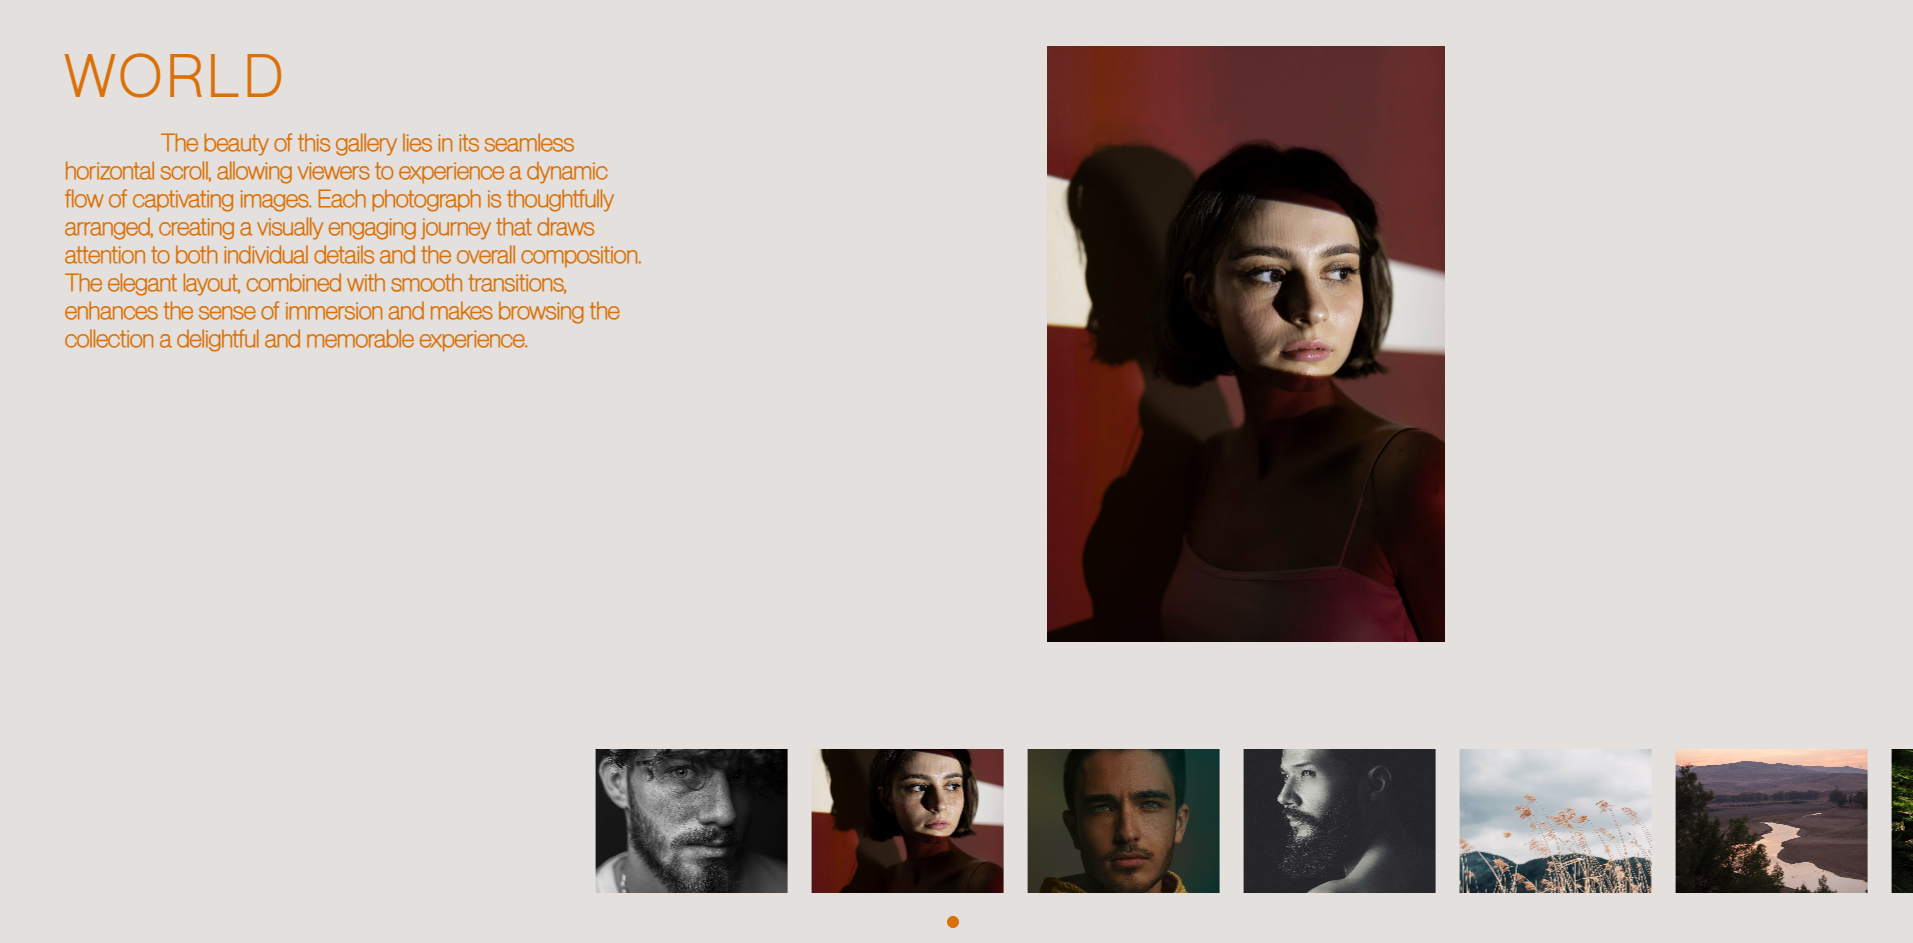 WORLD
The beauty of this gallery lies in its seamless
horizontal scroll, allowing viewers to experience a dynamic
flow of captivating images. Each photograph is thoughtfully
arranged, creating a visually engaging journey that draws
attention to both individual details and the overall composition.
The elegant layout, combined with smooth transitions,
enhances the sense of immersion and makes browsing the
collection a delightful and memorable experience.